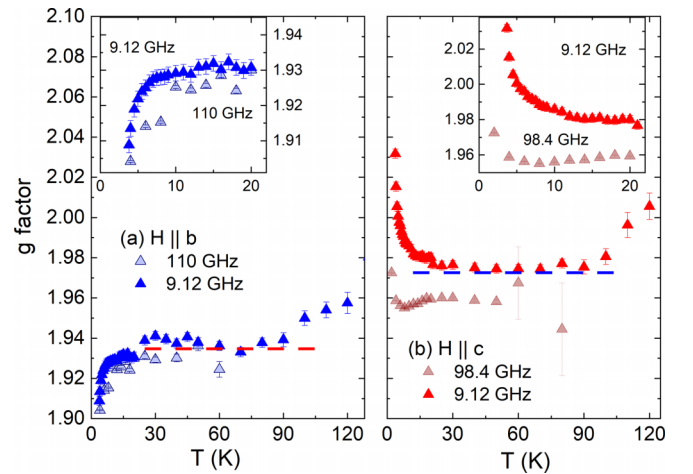 2.10
2.08
2.06
2.04
2.02
2.00
1.98
1.96
1.94
1.92
1.90
g factor
9.12 GHz
110 GHz
1.94
1.93
1.92
1.91
0 10 20
(a) H || b
110 GHz
9.12 GHz
0 30 60 90 120
T (K)
9.12 GHz
98.4 GHz
2.02
2.00
1.98
1.96
0 10 20
(b) H || c
98.4 GHz
9.12 GHz
0 30 60 90 120
T (K)